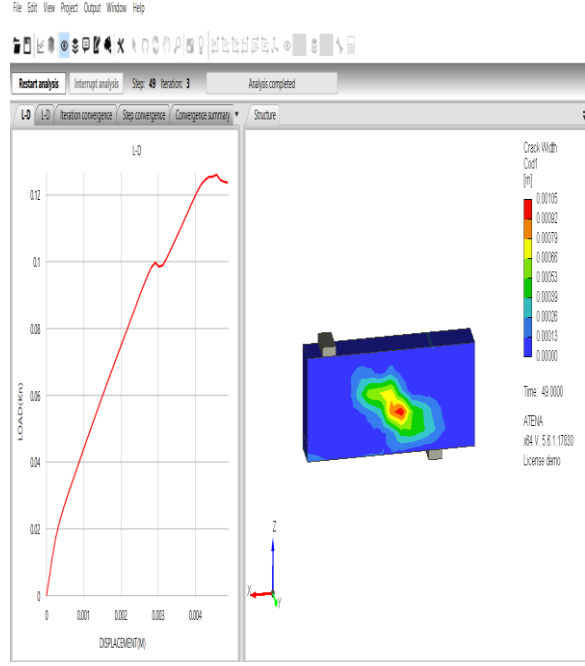 File Edit View Project Output Window Help
Restart analysis Interrupt analysis Step: 49 Iteration: 3 Analysis completed
L-D L-D Iteration convergence Step convergence Convergence summary Structure
L-D
0.12
0.1
0.08
0.06
0.04
0.02
0
LOAD(Kn)
0 0.001 0.002 0.003 0.004
DISPLACEMENT(M)
Crack Width
Cod1
[m]
0.00105
0.00092
0.00079
0.00066
0.00053
0.00039
0.00026
0.00013
0.00000
Time: 49.0000
ATENA
x64 V. 5.6.1.17830
License demo
Z
X
Y